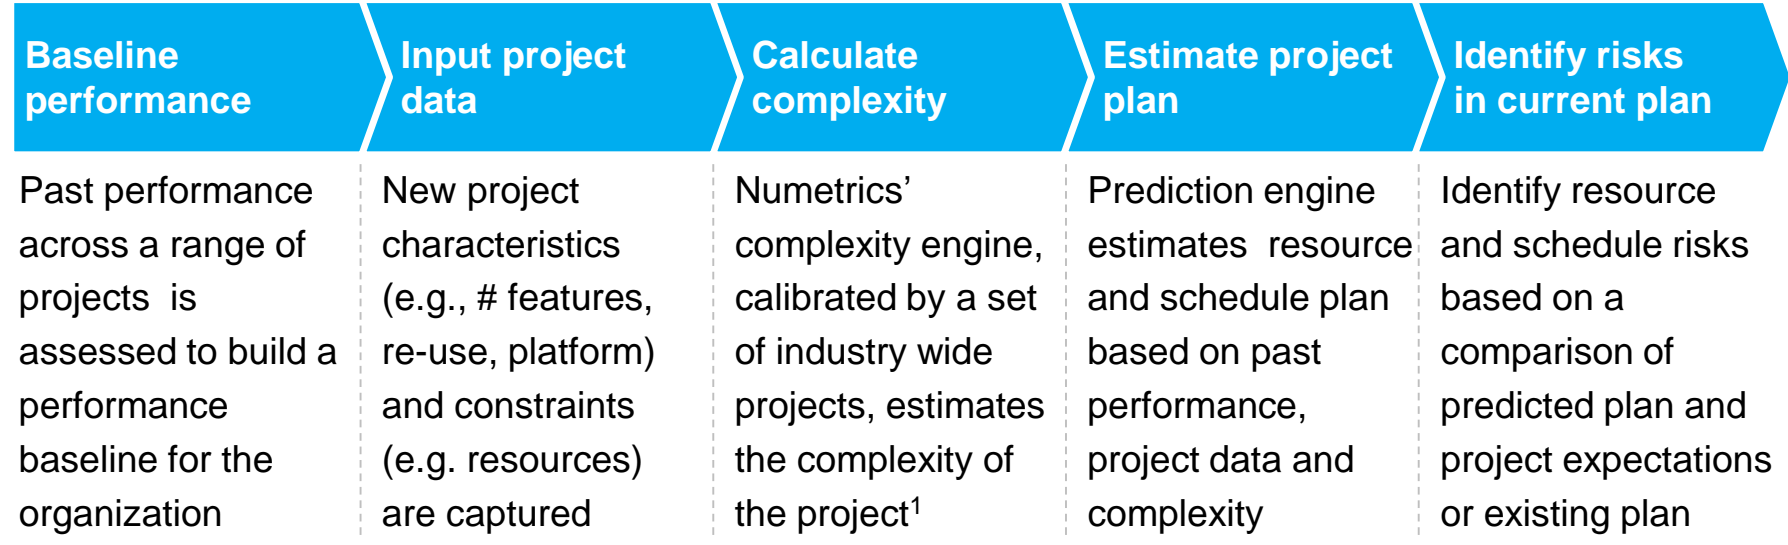 Baseline
performance
Input project
data
Calculate
complexity
Estimate project
plan
Identify risks
in current plan
Past performance
across a range of
projects  is
assessed to build a
performance
baseline for the
organization
New project
characteristics
(e.g., # features,
re-use, platform)
and constraints
(e.g. resources)
are captured
Numetrics’
complexity engine,
calibrated by a set
of industry wide
projects, estimates
the complexity of
the project¹
Prediction engine
estimates  resource
and schedule plan
based on past
performance,
project data and
complexity
Identify resource
and schedule risks
based on a
comparison of
predicted plan and
project expectations
or existing plan